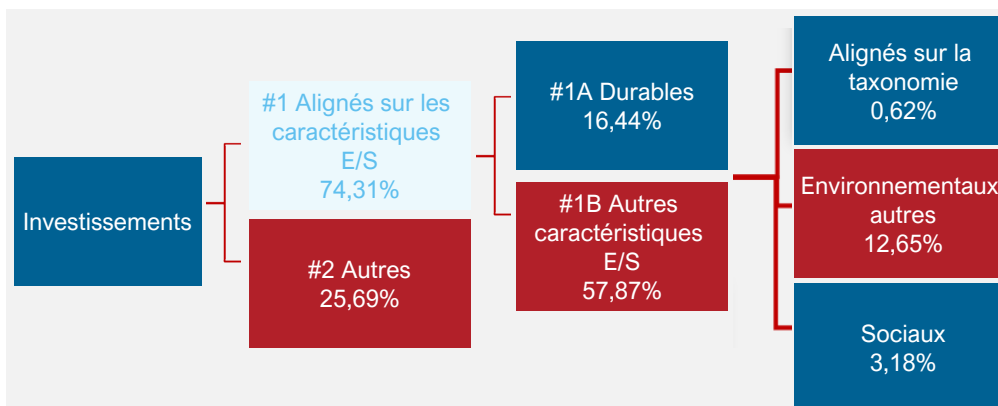 Investissements
#1 Alignés sur les
caractéristiques
E/S
74,31%
#2 Autres
25,69%
#1A Durables
16,44%
#1B Autres
caractéristiques
E/S
57,87%
Alignés sur la
taxonomie
0,62%
Environnementaux
autres
12,65%
Sociaux
3,18%